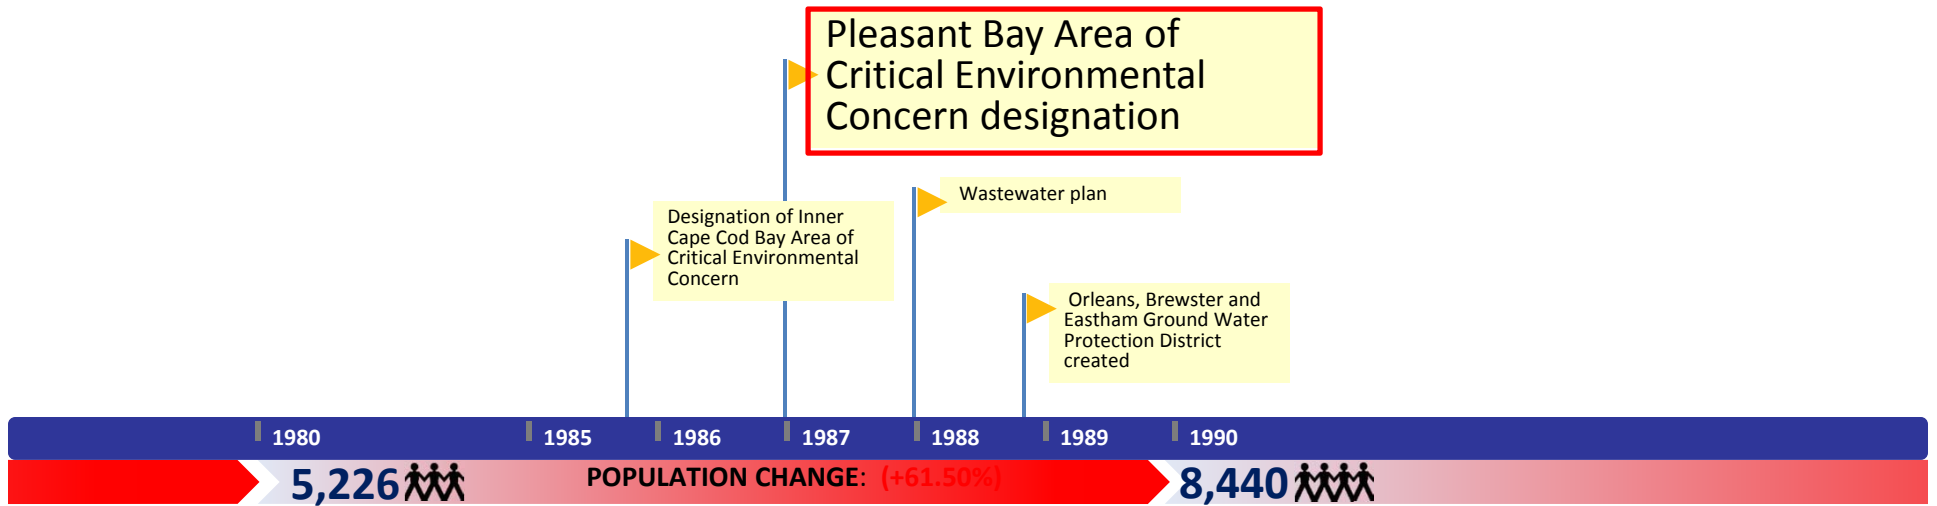 Pleasant Bay Area of
Critical Environmental
Concern designation
Wastewater plan
Designation of Inner
Cape Cod Bay Area of
Critical Environmental
Concern
Orleans, Brewster and
Eastham Ground Water
Protection District
created
1980
1985
1986
1987
1988
1989
1990
5,226
POPULATION CHANGE: (+61.50%)
8,440